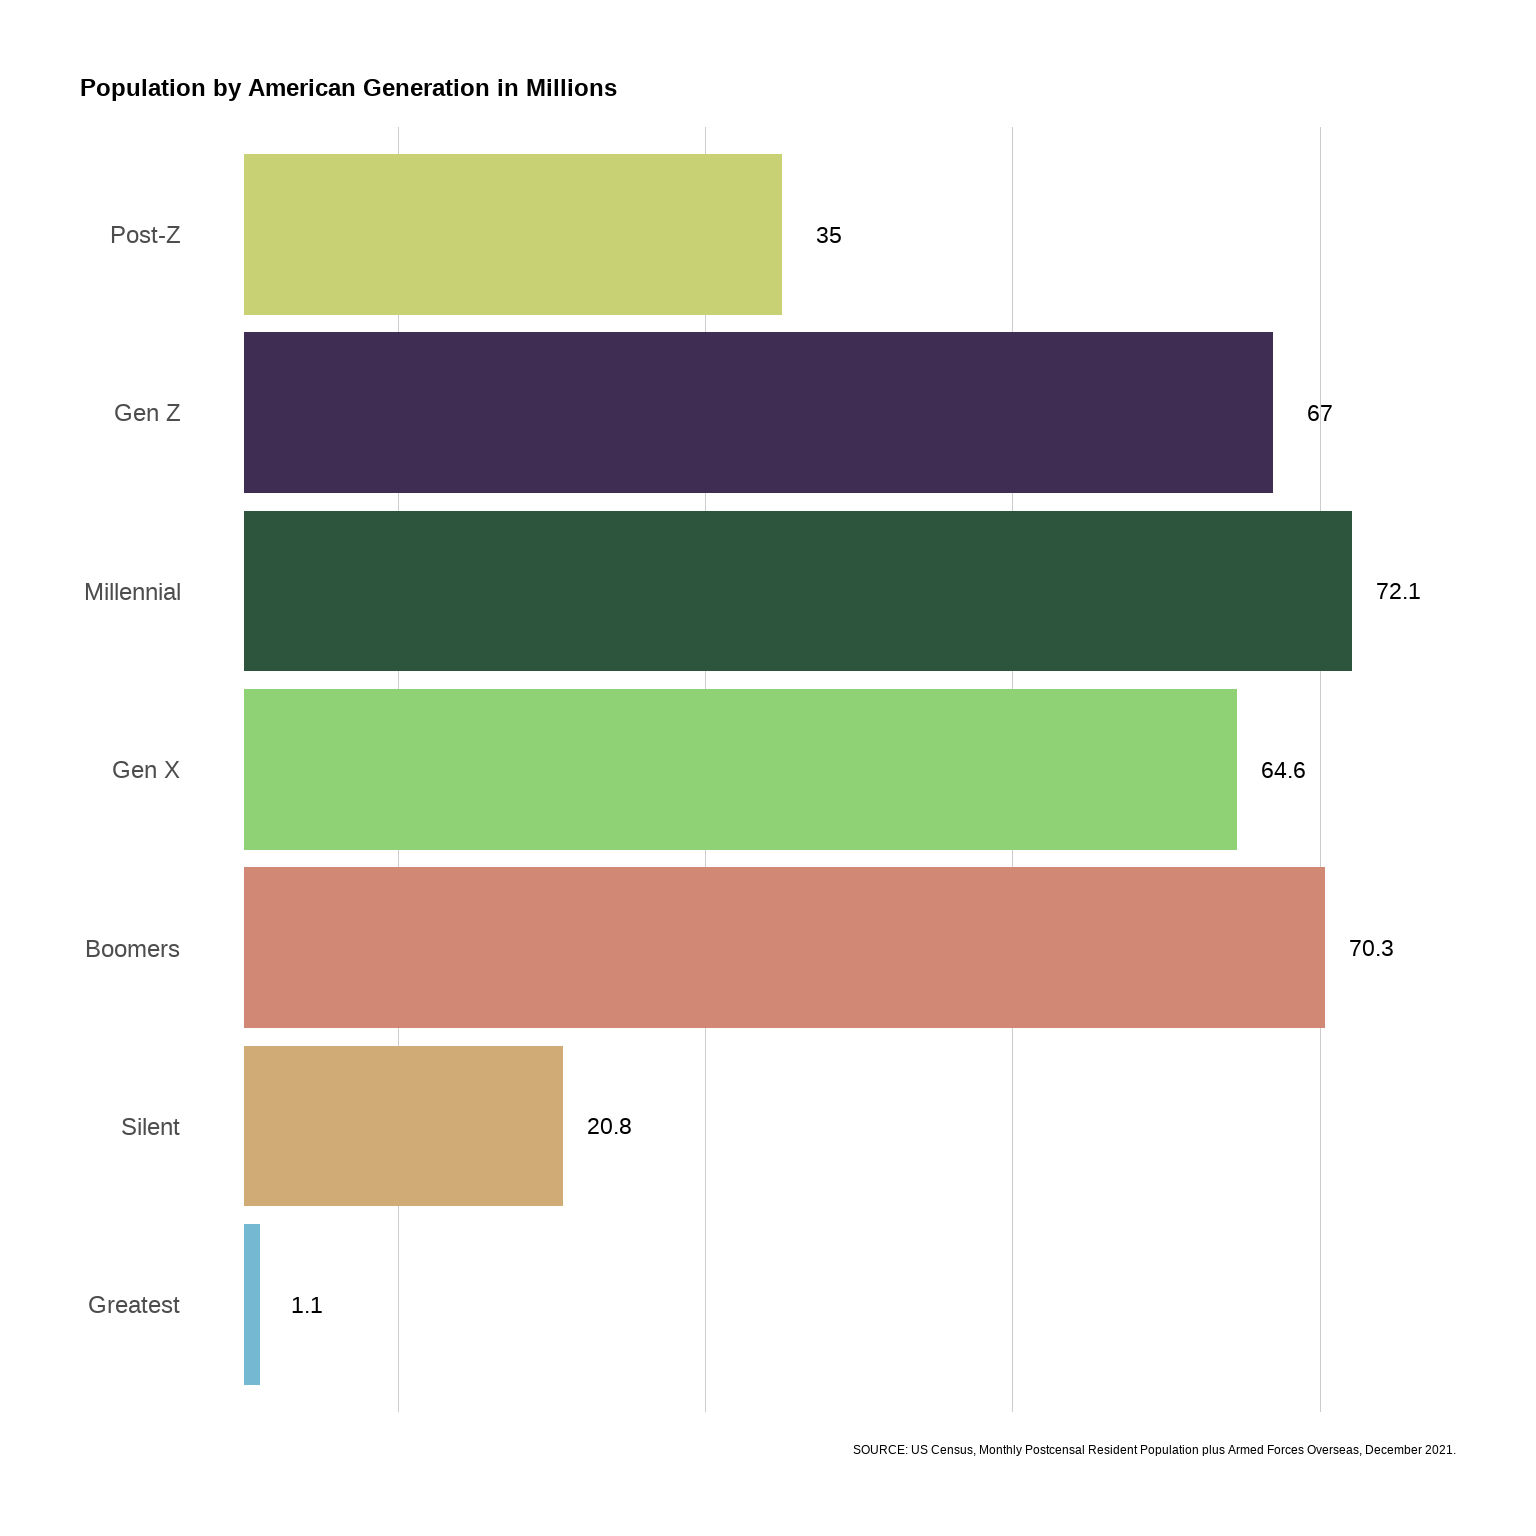 Population by American Generation in Millions
Post-Z 35
Gen Z 67
Millennial 72.1
Gen X 64.6
Boomers 70.3
Silent 20.8
Greatest 1.1
SOURCE: US Census, Monthly Postcensal Resident Population plus Armed Forces Overseas, December 2021.